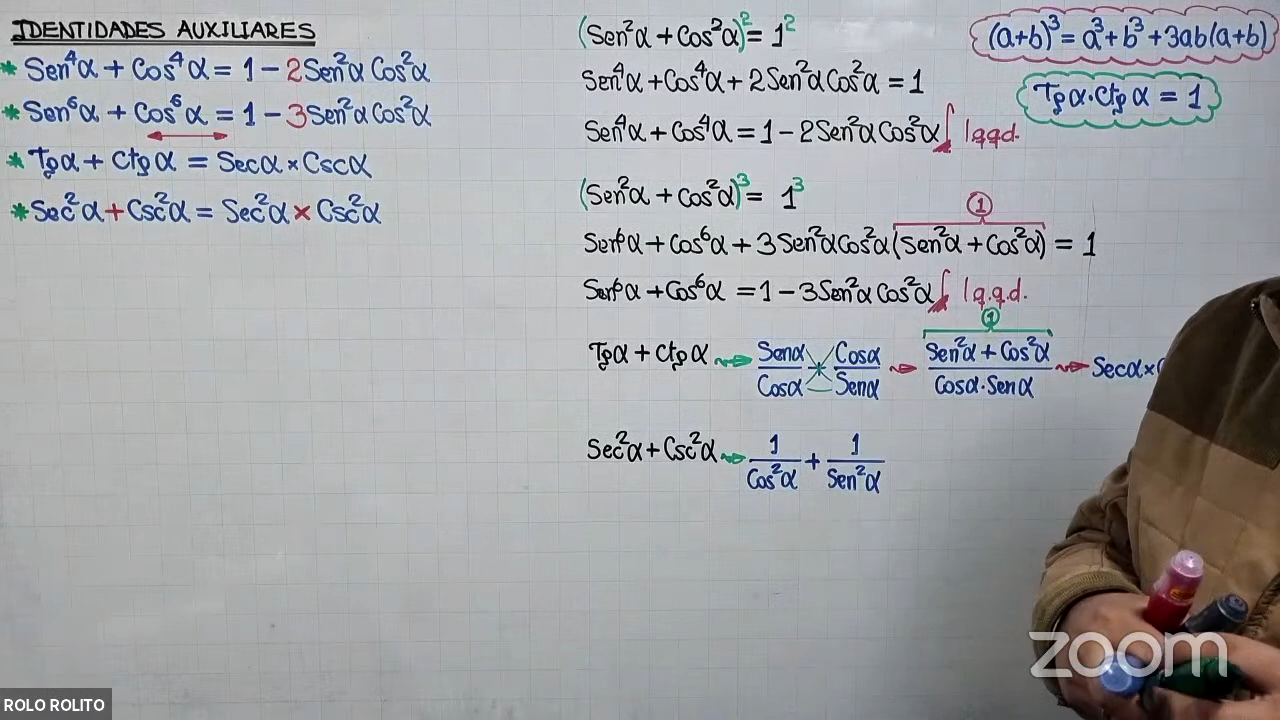 IDENTIDADES AUXILIARES
* Sen⁴α + Cos⁴α = 1 - 2Sen²α Cos²α
* Sen⁶α + Cos⁶α = 1 - 3Sen²α Cos²α
* Tgα + Ctgα = Secα × Cscα
* Sec²α + Csc²α = Sec²α × Csc²α
(Sen²α + Cos²α)² = 1²
Sen⁴α + Cos⁴α + 2Sen²α Cos²α = 1
Sen⁴α + Cos⁴α = 1 - 2Sen²α Cos²α lqqd.
(a+b)³ = a³ + b³ + 3ab(a+b)
Tgα . Ctgα = 1
(Sen²α + Cos²α)³ = 1³
1
Sen⁶α + Cos⁶α + 3Sen²α Cos²α (Sen²α + Cos²α) = 1
Sen⁶α + Cos⁶α = 1 - 3Sen²α Cos²α lq.q.d.
1
Tgα + Ctgα ⇝ Senα/Cosα + Cosα/Senα ⇝ Sen²α + Cos²α/Cosα . Senα ⇝ Secα ×
Sec²α + Csc²α ⇝ 1/Cos²α + 1/Sen²α
zoom
ROLO ROLITO